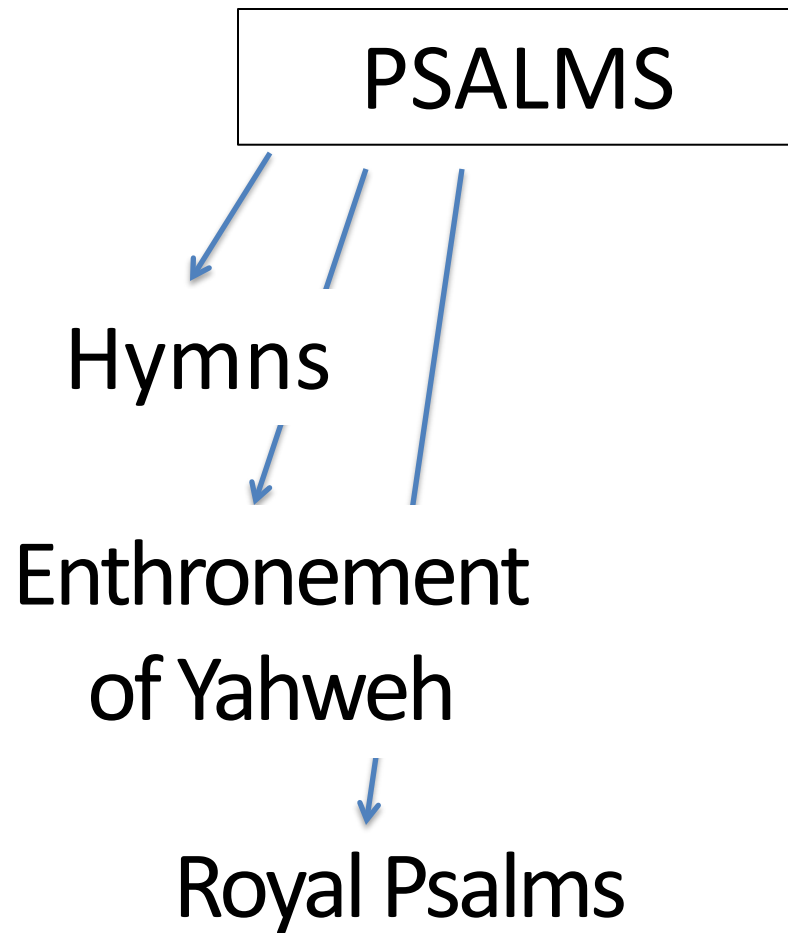 PSALMS
Hymns
Enthronement
of Yahweh
Royal Psalms